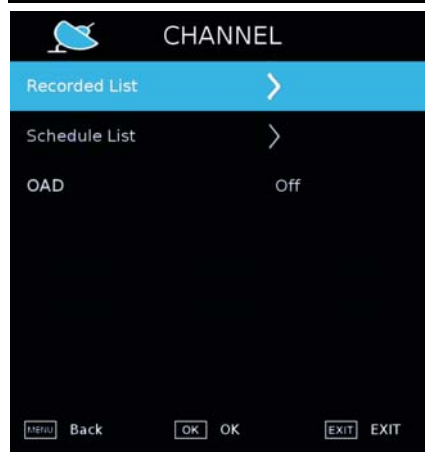 CHANNEL
Recorded List
Schedule List
OAD Off
MENU Back OK OK EXIT EXIT